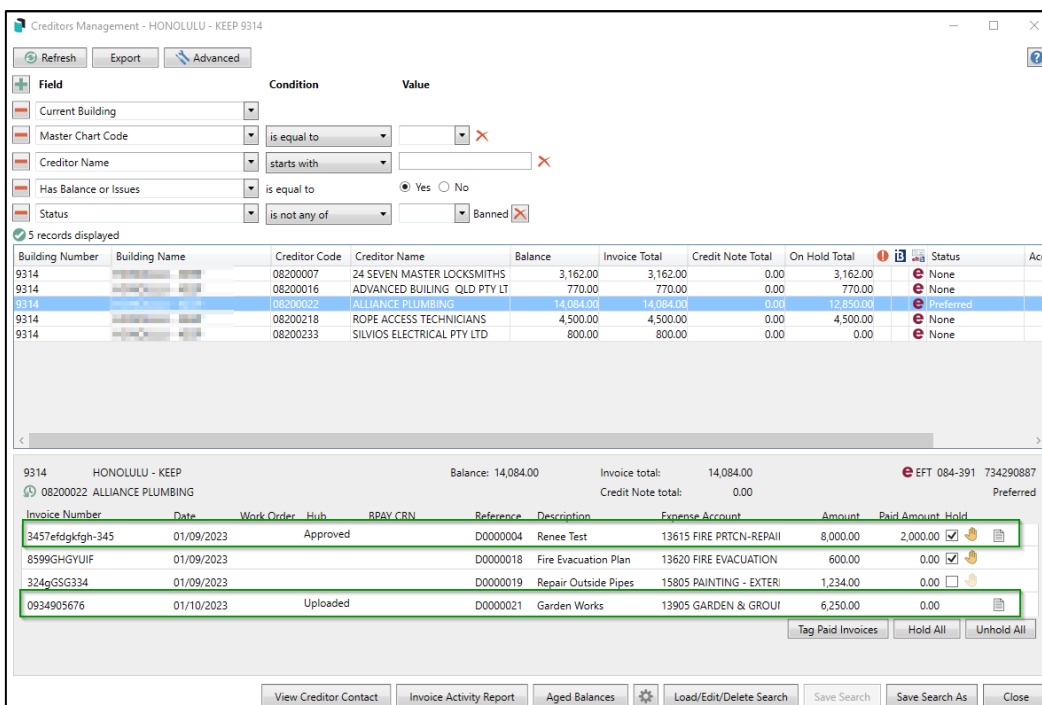 Creditors Management - HONOLULU - KEEP 9314
Refresh Export Advanced
Field Condition Value
Current Building
Master Chart Code is equal to
Creditor Name starts with
Has Balance or Issues is equal to Yes No
Status is not any of Banned
5 records displayed
Building Number Building Name Creditor Code Creditor Name Balance Invoice Total Credit Note Total On Hold Total Status Acc
9314 08200007 24 SEVEN MASTER LOCKSMITHS 3,162.00 3,162.00 0.00 3,162.00 None
9314 08200016 ADVANCED BUILING QLD PTY LT 770.00 770.00 0.00 770.00 None
9314 08200022 ALLIANCE PLUMBING 14,084.00 14,084.00 0.00 12,850.00 Preferred
9314 08200218 ROPE ACCESS TECHNICIANS 4,500.00 4,500.00 0.00 4,500.00 None
9314 08200233 SILVIOS ELECTRICAL PTY LTD 800.00 800.00 0.00 0.00 None
9314 HONOLULU - KEEP Balance: 14,084.00 Invoice total: 14,084.00 EFT 084-391 734290887
08200022 ALLIANCE PLUMBING Credit Note total: 0.00 Preferred
Invoice Number Date Work Order Hub BPAY CRN Reference Description Expense Account Amount Paid Amount Hold
3457efdgkfgh-345 01/09/2023 Approved D0000004 Renee Test 13615 FIRE PRTCN-REPAII 8,000.00 2,000.00
8599GHGYUIF 01/09/2023 D0000018 Fire Evacuation Plan 13620 FIRE EVACUATION 600.00 0.00
324gGSG334 01/09/2023 D0000019 Repair Outside Pipes 15805 PAINTING - EXTERI 1,234.00 0.00
0934905676 01/10/2023 Uploaded D0000021 Garden Works 13905 GARDEN & GROUI 6,250.00 0.00
Tag Paid Invoices Hold All Unhold All
View Creditor Contact Invoice Activity Report Aged Balances Load/Edit/Delete Search Save Search Save Search As Close